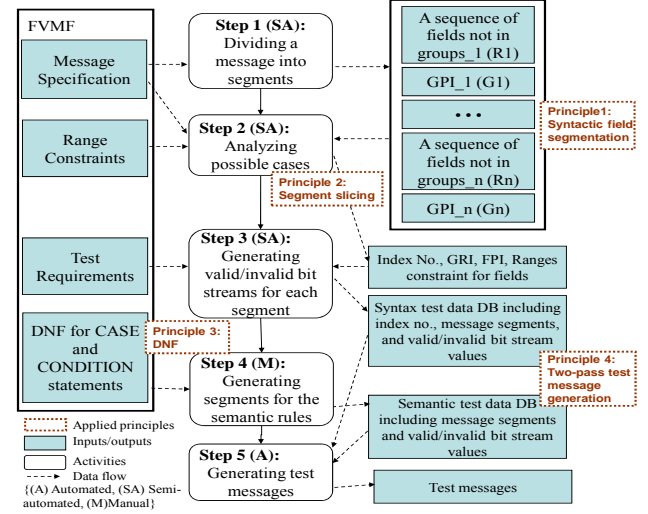 FVMF
Message
Specification
Range
Constraints
Test
Requirements
DNF for CASE
and
CONDITION
statements
Principle 3:
DNF
Step 1 (SA):
Dividing a
message into
segments
Step 2 (SA):
Analyzing
possible cases
Principle 2:
Segment slicing
Step 3 (SA):
Generating
valid/invalid bit
streams for each
segment
Step 4 (M):
Generating
segments for the
semantic rules
Step 5 (A):
Generating test
messages
A sequence of
fields not in
groups_1 (R1)
GPI_1 (G1)
...
A sequence of
fields not in
groups_n (Rn)
GPI_n (Gn)
Principle1:
Syntactic field
segmentation
Index No., GRI, FPI, Ranges
constraint for fields
Syntax test data DB including
index no., message segments,
and valid/invalid bit stream
values
Principle 4:
Two-pass test
message
generation
Semantic test data DB
including message segments
and valid/invalid bit stream
values
Test messages
Applied principles
Inputs/outputs
Activities
Data flow
{(A) Automated, (SA) Semi-
automated, (M)Manual}